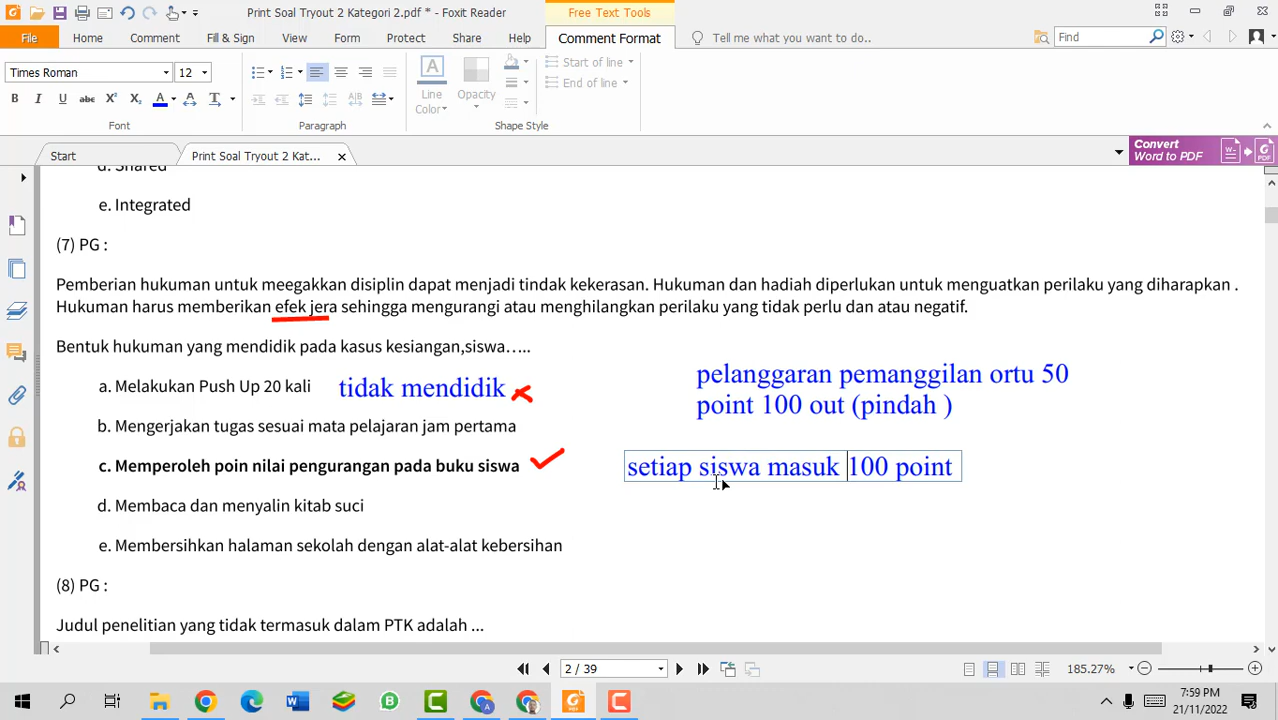 Print Soal Tryout 2 Kategori 2.pdf * - Foxit Reader
Free Text Tools
File
Home
Comment
Fill & Sign
View
Form
Protect
Share
Help
Comment Format
Tell me what you want to do..
Find
Times Roman
12
Line Color
Opacity
Start of line
End of line
Font
Paragraph
Shape Style
Start
Print Soal Tryout 2 Kat...
Convert
Word to PDF
d. Shared
e. Integrated
(7) PG :
Pemberian hukuman untuk meegakkan disiplin dapat menjadi tindak kekerasan. Hukuman dan hadiah diperlukan untuk menguatkan perilaku yang diharapkan .
Hukuman harus memberikan efek jera sehingga mengurangi atau menghilangkan perilaku yang tidak perlu dan atau negatif.
Bentuk hukuman yang mendidik pada kasus kesiangan,siswa.....
a. Melakukan Push Up 20 kali
tidak mendidik
pelanggaran pemanggilan ortu 50
point 100 out (pindah )
b. Mengerjakan tugas sesuai mata pelajaran jam pertama
c. Memperoleh poin nilai pengurangan pada buku siswa
setiap siswa masuk 100 point
d. Membaca dan menyalin kitab suci
e. Membersihkan halaman sekolah dengan alat-alat kebersihan
(8) PG :
Judul penelitian yang tidak termasuk dalam PTK adalah ...
2 / 39
185.27%
7:59 PM
21/11/2022